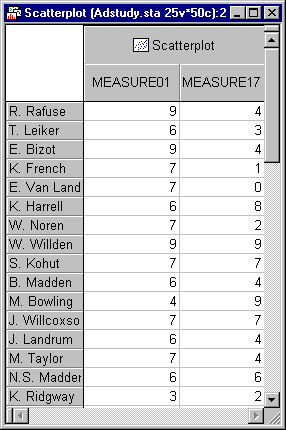 Scatterplot (Adstudy.sta 25v*50c):2
Scatterplot
MEASURE01 MEASURE17
R. Rafuse 9 4
T. Leiker 6 3
E. Bizot 9 4
K. French 7 1
E. Van Land 7 0
K. Harrell 6 8
W. Noren 7 2
W. Willden 9 9
S. Kohut 7 7
B. Madden 6 4
M. Bowling 4 9
J. Willcoxso 7 7
J. Landrum 6 4
M. Taylor 7 4
N.S. Madder 6 6
K. Ridgway 3 2